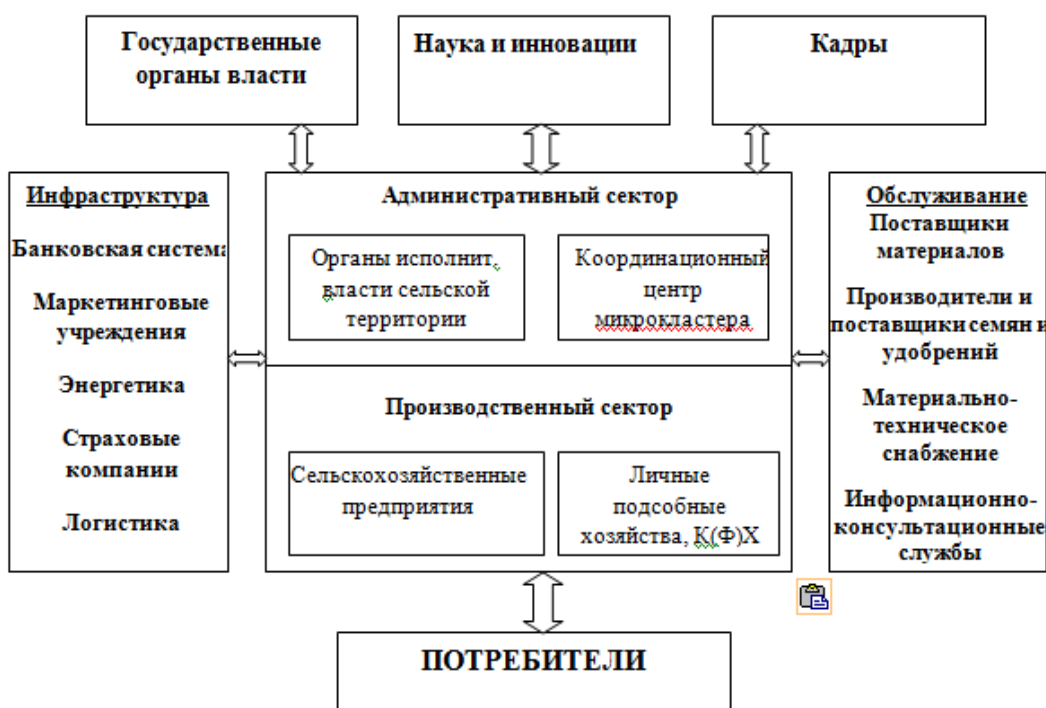 Государственные
органы власти
Наука и инновации
Кадры
Инфраструктура
Банковская система
Маркетинговые
учреждения
Энергетика
Страховые
компании
Логистика
Административный сектор
Органы исполнит,
власти сельской
территории
Координационный
центр
микрокластера
Производственный сектор
Сельскохозяйственные
предприятия
Личные
подсобные
хозяйства, К(Ф)Х
Обслуживание
Поставщики
материалов
Производители и
поставщики семян и
удобрений
Материально-
техническое
снабжение
Информационно-
консультационные
службы
ПОТРЕБИТЕЛИ